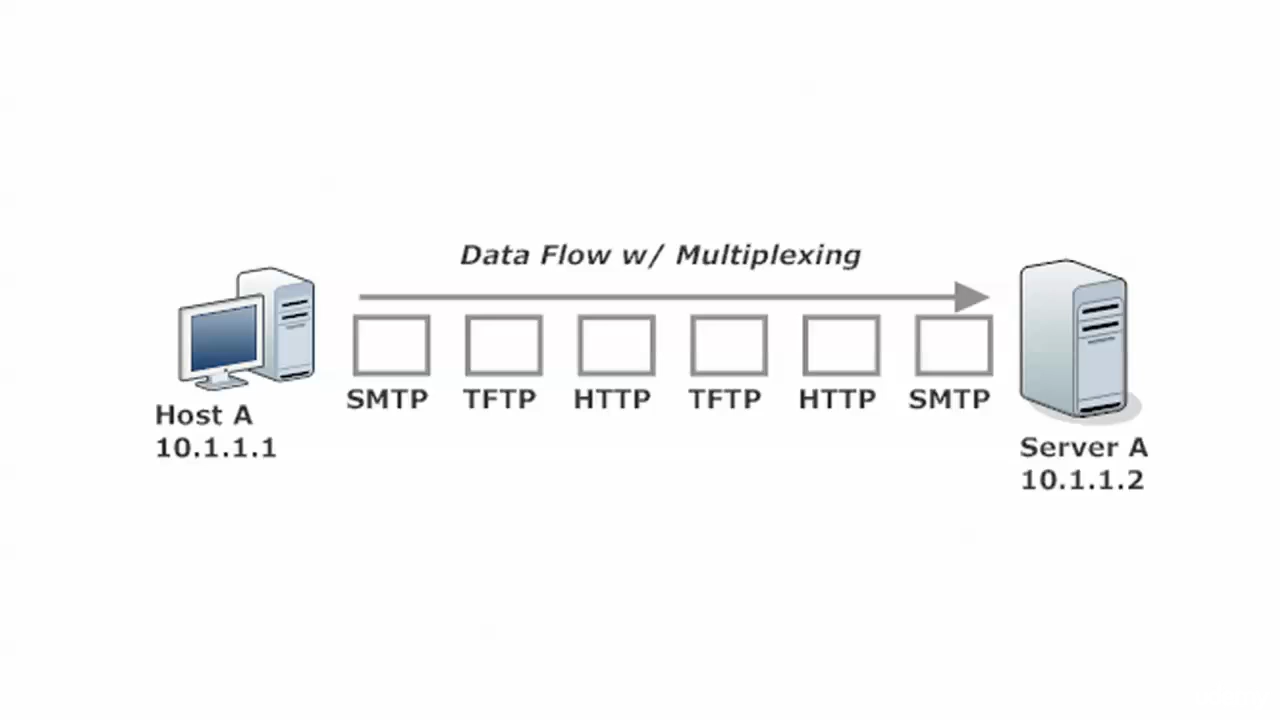 Data Flow w/ Multiplexing
SMTP TFTP HTTP TFTP HTTP SMTP
Host A
10.1.1.1
Server A
10.1.1.2